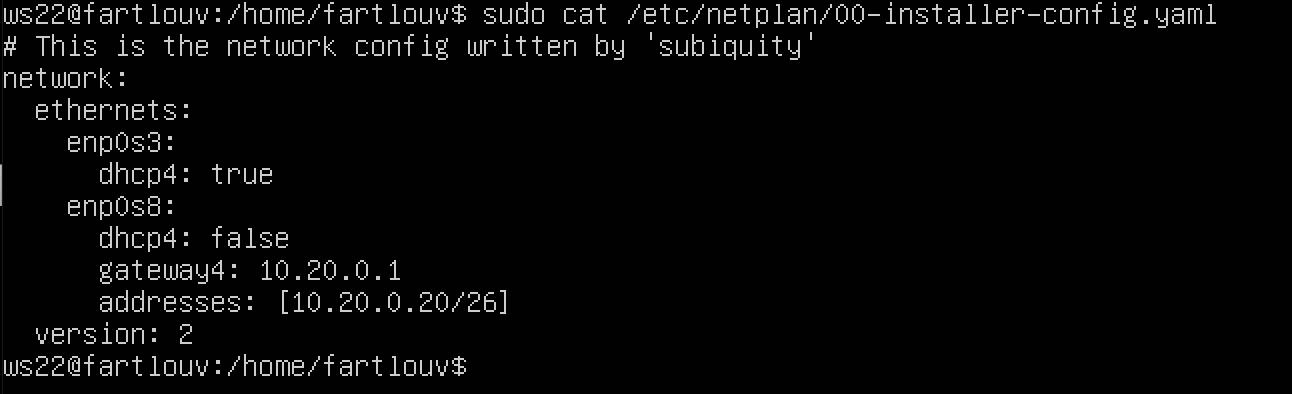 ws22@fartlouv:/home/fartlouv$ sudo cat /etc/netplan/00-installer-config.yaml
# This is the network config written by 'subiquity'
network:
  ethernets:
    enp0s3:
      dhcp4: true
    enp0s8:
      dhcp4: false
      gateway4: 10.20.0.1
      addresses: [10.20.0.20/26]
  version: 2
ws22@fartlouv:/home/fartlouv$